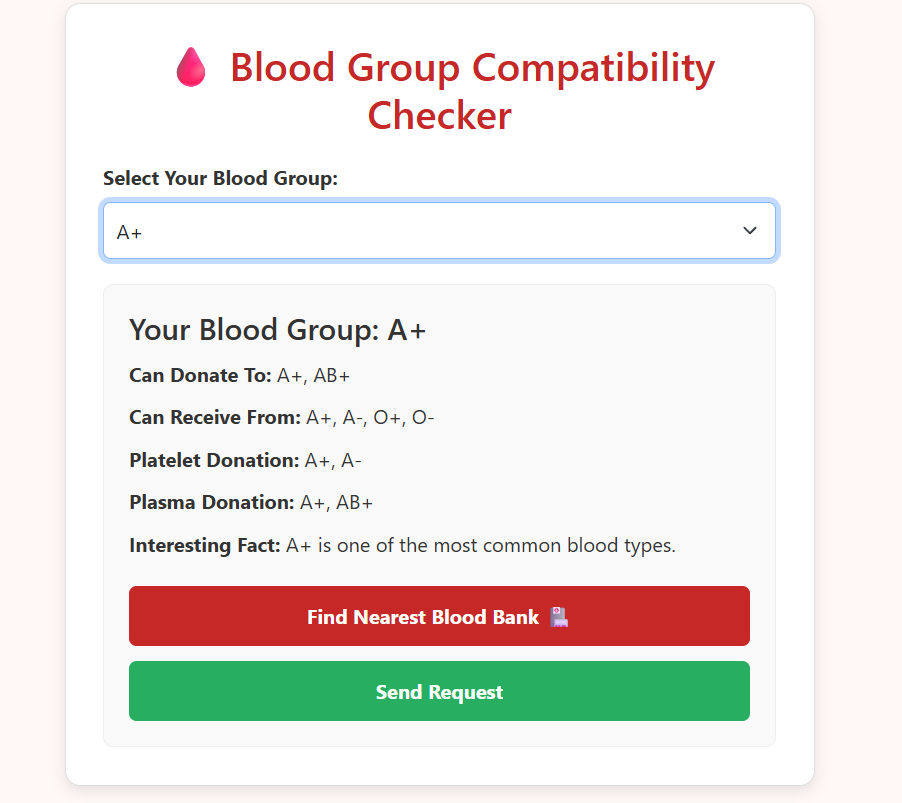 Blood Group Compatibility
Checker
Select Your Blood Group:
A+
Your Blood Group: A+
Can Donate To: A+, AB+
Can Receive From: A+, A-, O+, O-
Platelet Donation: A+, A-
Plasma Donation: A+, AB+
Interesting Fact: A+ is one of the most common blood types.
Find Nearest Blood Bank
Send Request